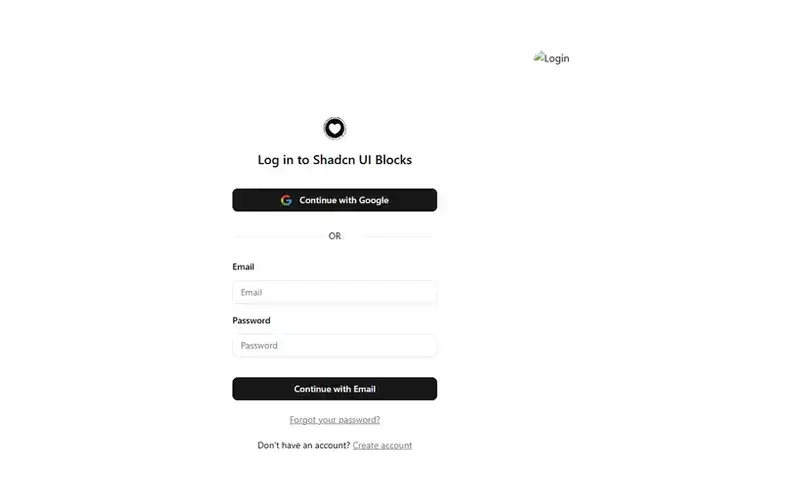 Login
Log in to Shadcn UI Blocks
Continue with Google
OR
Email
Email
Password
Password
Continue with Email
Forgot your password?
Don't have an account? Create account